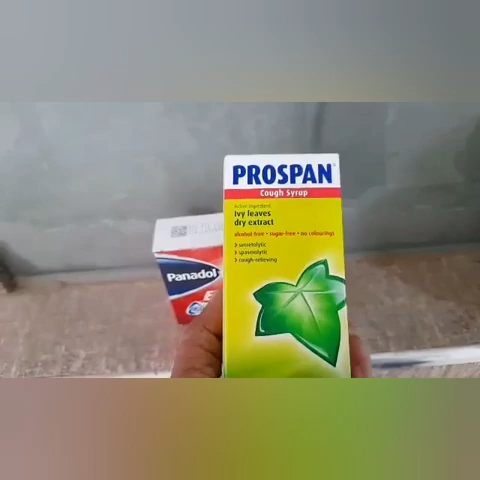 PROSPAN®
Cough Syrup
Active ingredient:
Ivy leaves
dry extract
alcohol-free • sugar-free • no colourings
> secretolytic
> spasmolytic
> cough-relieving
Panadol